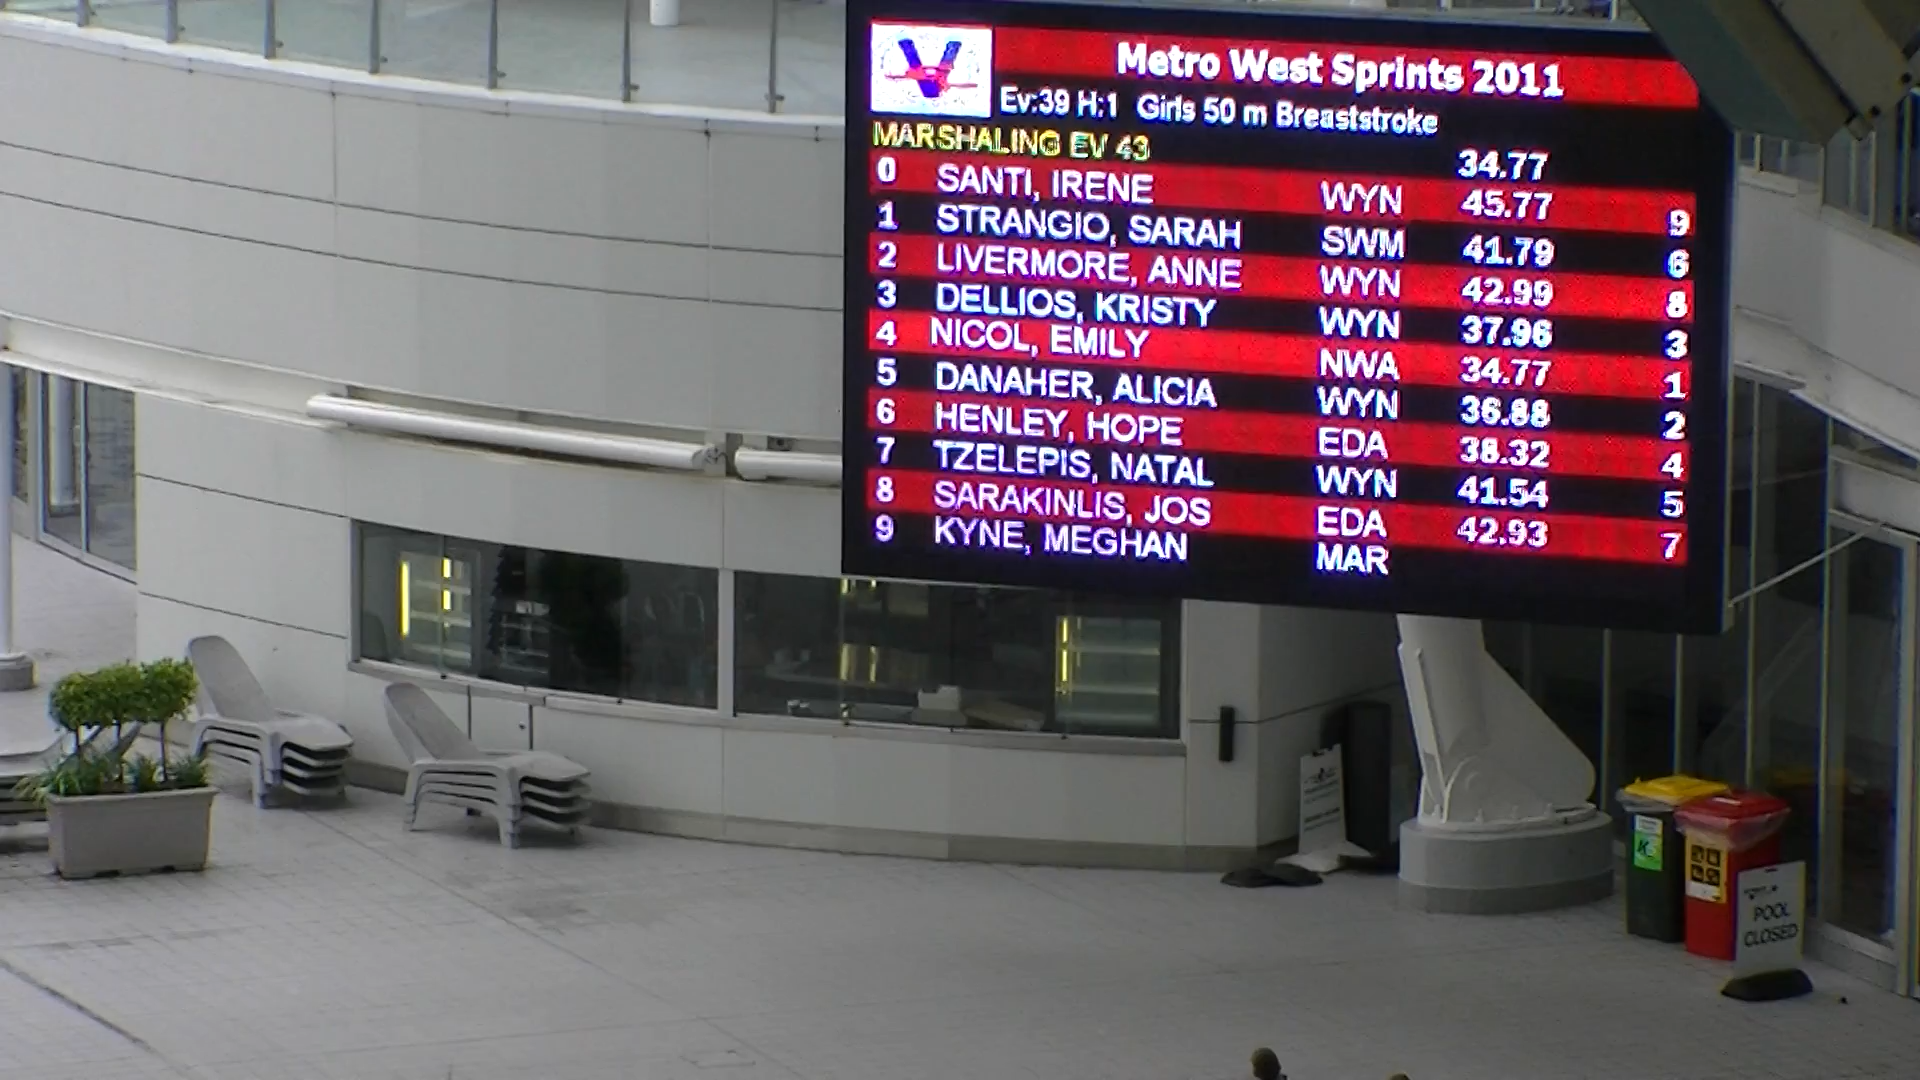 Metro West Sprints 2011
Ev:39 H:1 Girls 50 m Breaststroke
MARSHALING EV 43 34.77
0 SANTI, IRENE WYN 45.77 9
1 STRANGIO, SARAH SWM 41.79 6
2 LIVERMORE, ANNE WYN 42.99 8
3 DELLIOS, KRISTY WYN 37.96 3
4 NICOL, EMILY NWA 34.77 1
5 DANAHER, ALICIA WYN 36.88 2
6 HENLEY, HOPE EDA 38.32 4
7 TZELEPIS, NATAL WYN 41.54 5
8 SARAKINLIS, JOS EDA 42.93 7
9 KYNE, MEGHAN MAR
POOL
CLOSED